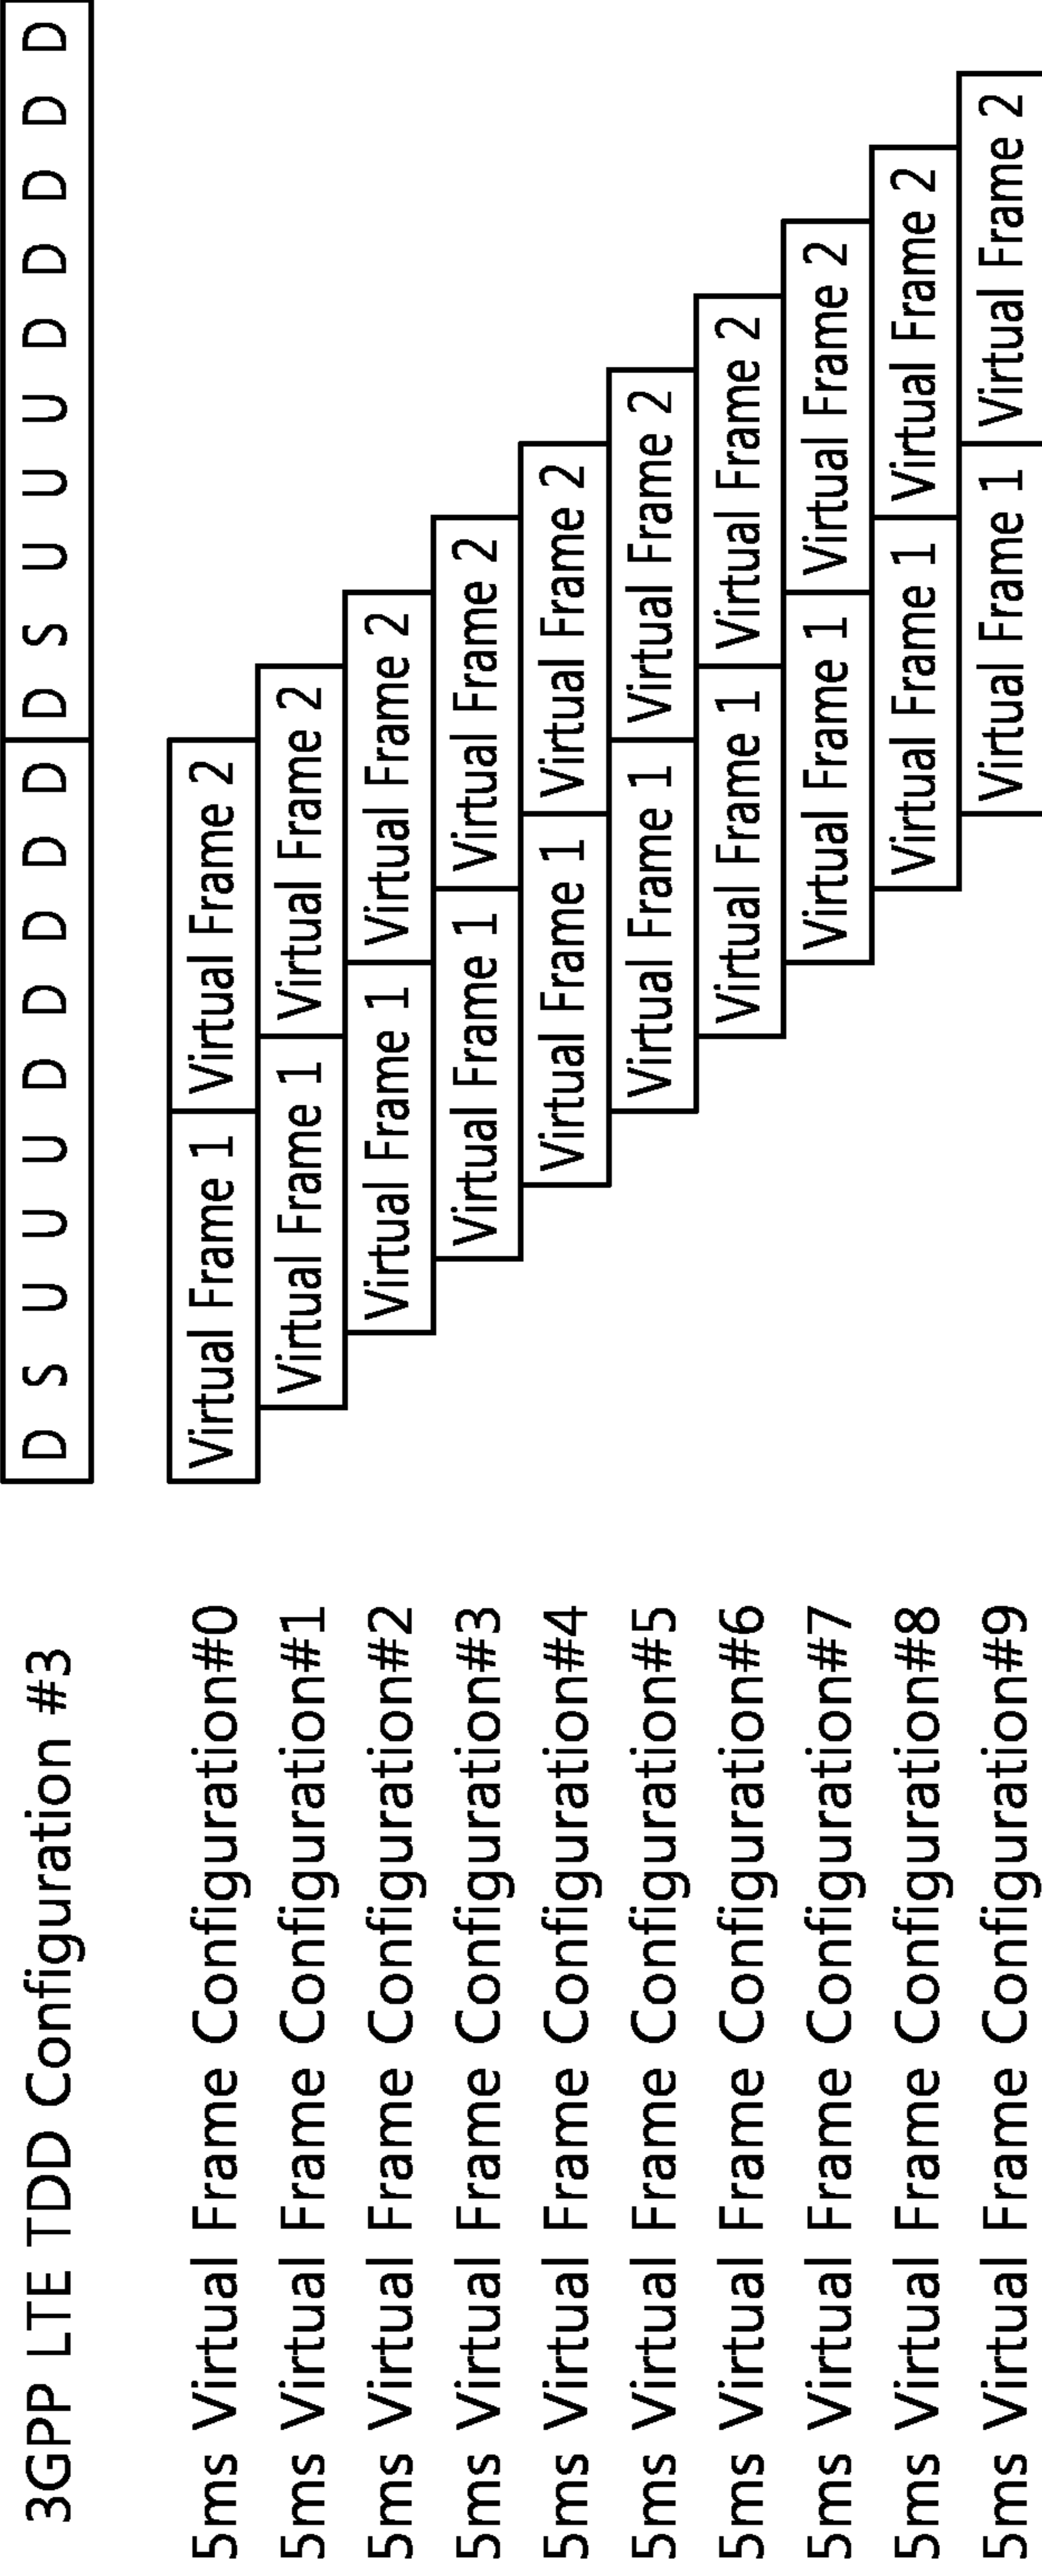 3GPP LTE TDD Configuration #3 D S U U U D D D D D D S U U U D D D D D
5ms Virtual Frame Configuration#0 Virtual Frame 1 Virtual Frame 2
5ms Virtual Frame Configuration#1 Virtual Frame 1 Virtual Frame 2
5ms Virtual Frame Configuration#2 Virtual Frame 1 Virtual Frame 2
5ms Virtual Frame Configuration#3 Virtual Frame 1 Virtual Frame 2
5ms Virtual Frame Configuration#4 Virtual Frame 1 Virtual Frame 2
5ms Virtual Frame Configuration#5 Virtual Frame 1 Virtual Frame 2
5ms Virtual Frame Configuration#6 Virtual Frame 1 Virtual Frame 2
5ms Virtual Frame Configuration#7 Virtual Frame 1 Virtual Frame 2
5ms Virtual Frame Configuration#8 Virtual Frame 1 Virtual Frame 2
5ms Virtual Frame Configuration#9 Virtual Frame 1 Virtual Frame 2